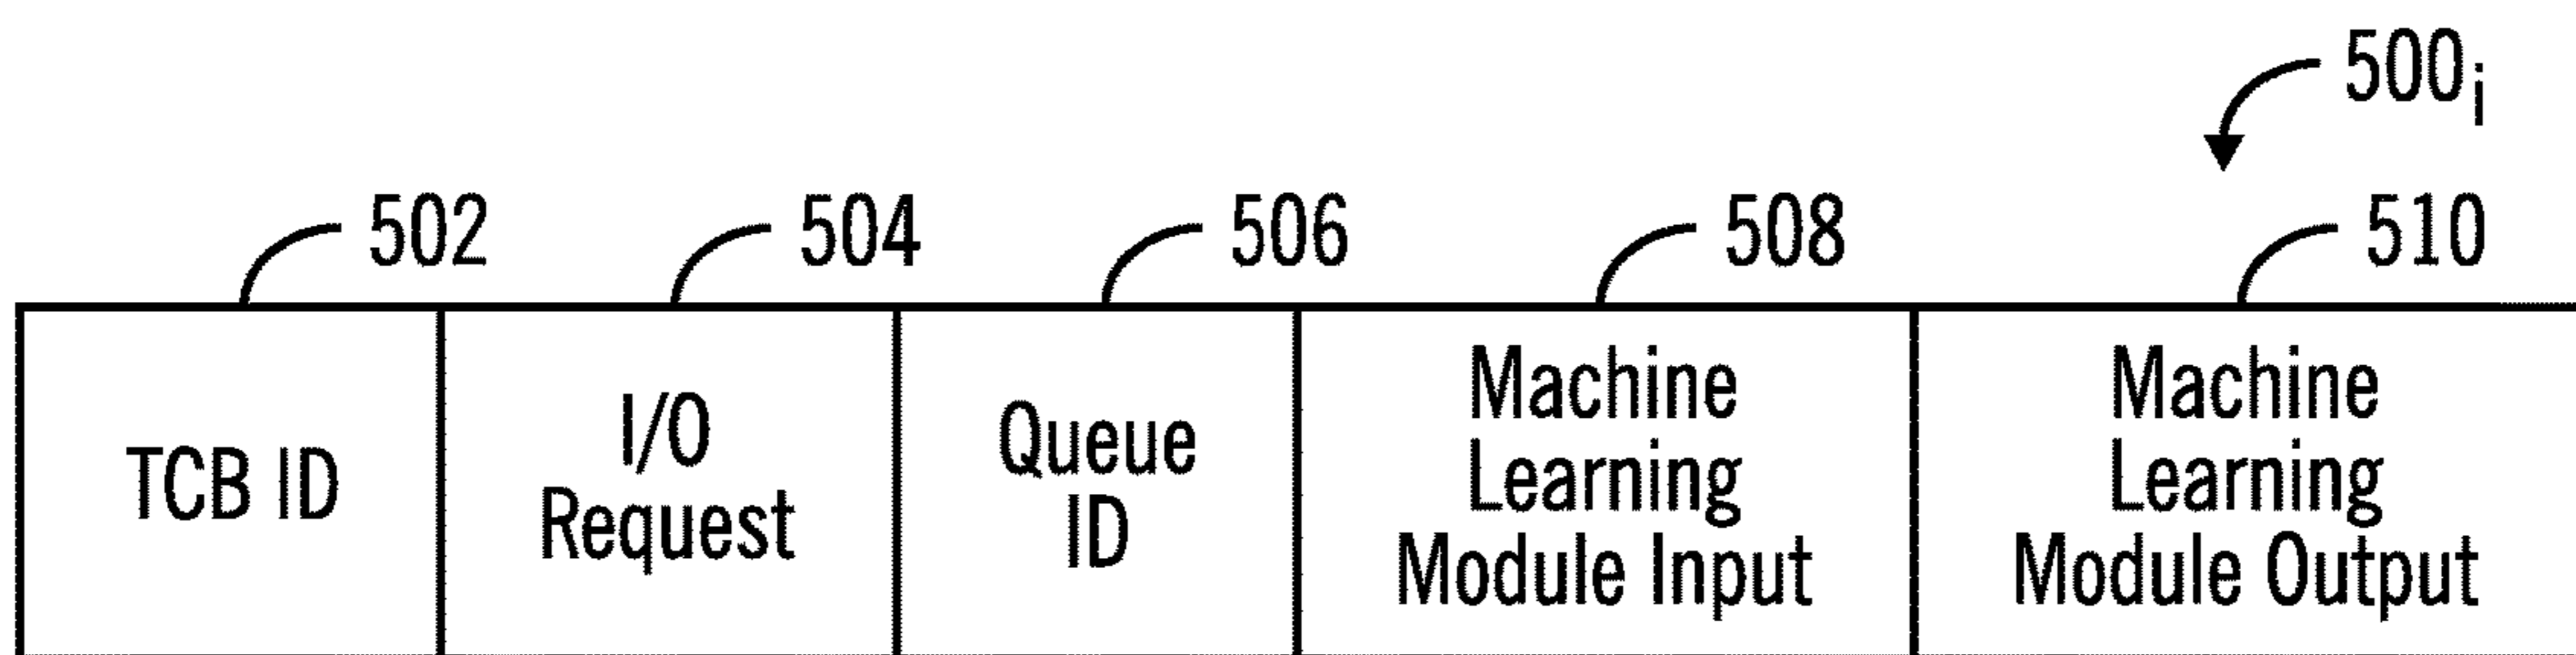 500i
502
504
506
508
510
TCB ID
I/O
Request
Queue
ID
Machine
Learning
Module Input
Machine
Learning
Module Output